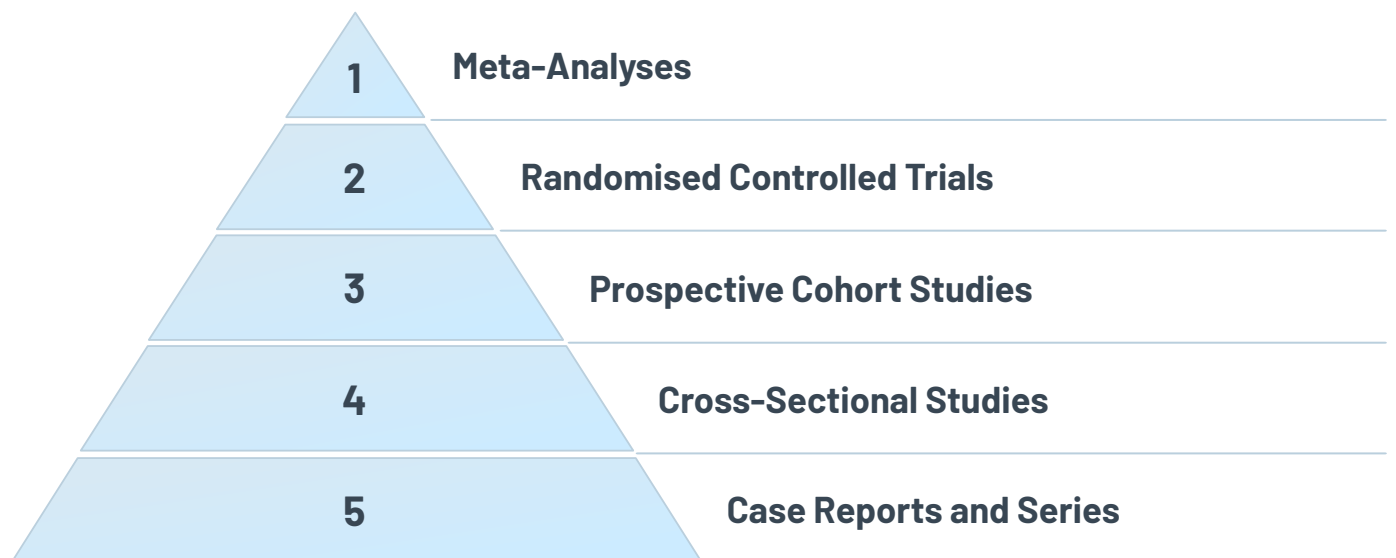 1 Meta-Analyses
2 Randomised Controlled Trials
3 Prospective Cohort Studies
4 Cross-Sectional Studies
5 Case Reports and Series